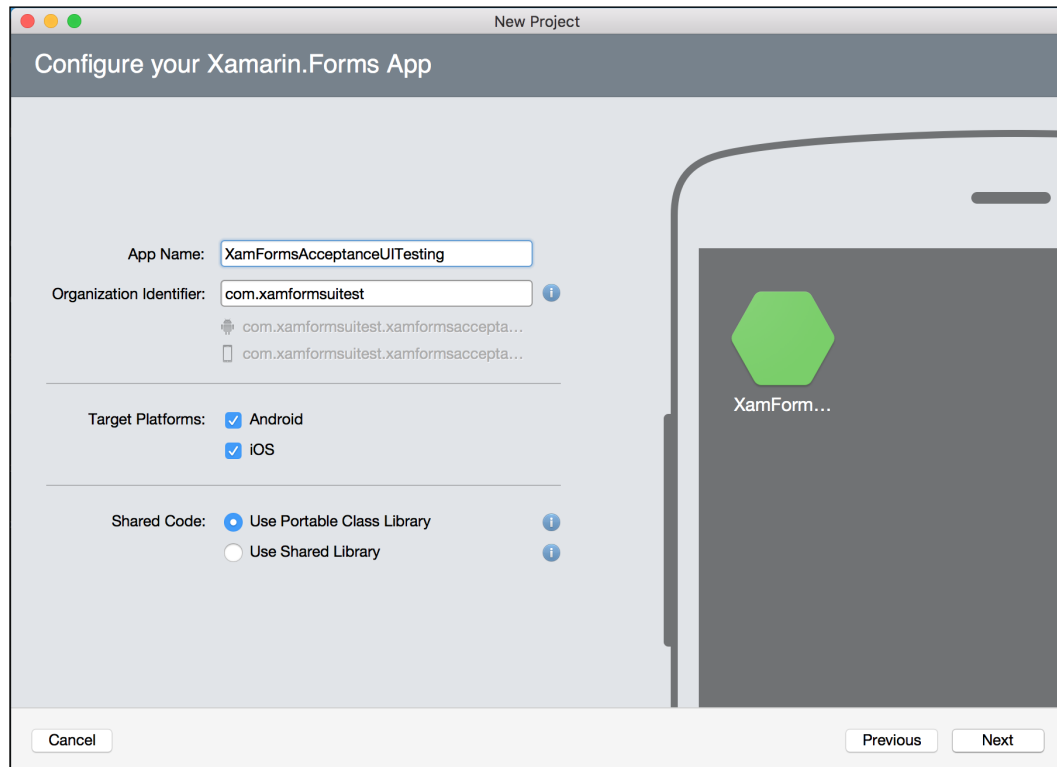 New Project
Configure your Xamarin.Forms App
App Name: XamFormsAcceptanceUITesting
Organization Identifier: com.xamformsuitest
com.xamformsuitest.xamformsaccepta...
com.xamformsuitest.xamformsaccepta...
XamForm...
Target Platforms: Android
iOS
Shared Code: Use Portable Class Library
Use Shared Library
Cancel Previous Next